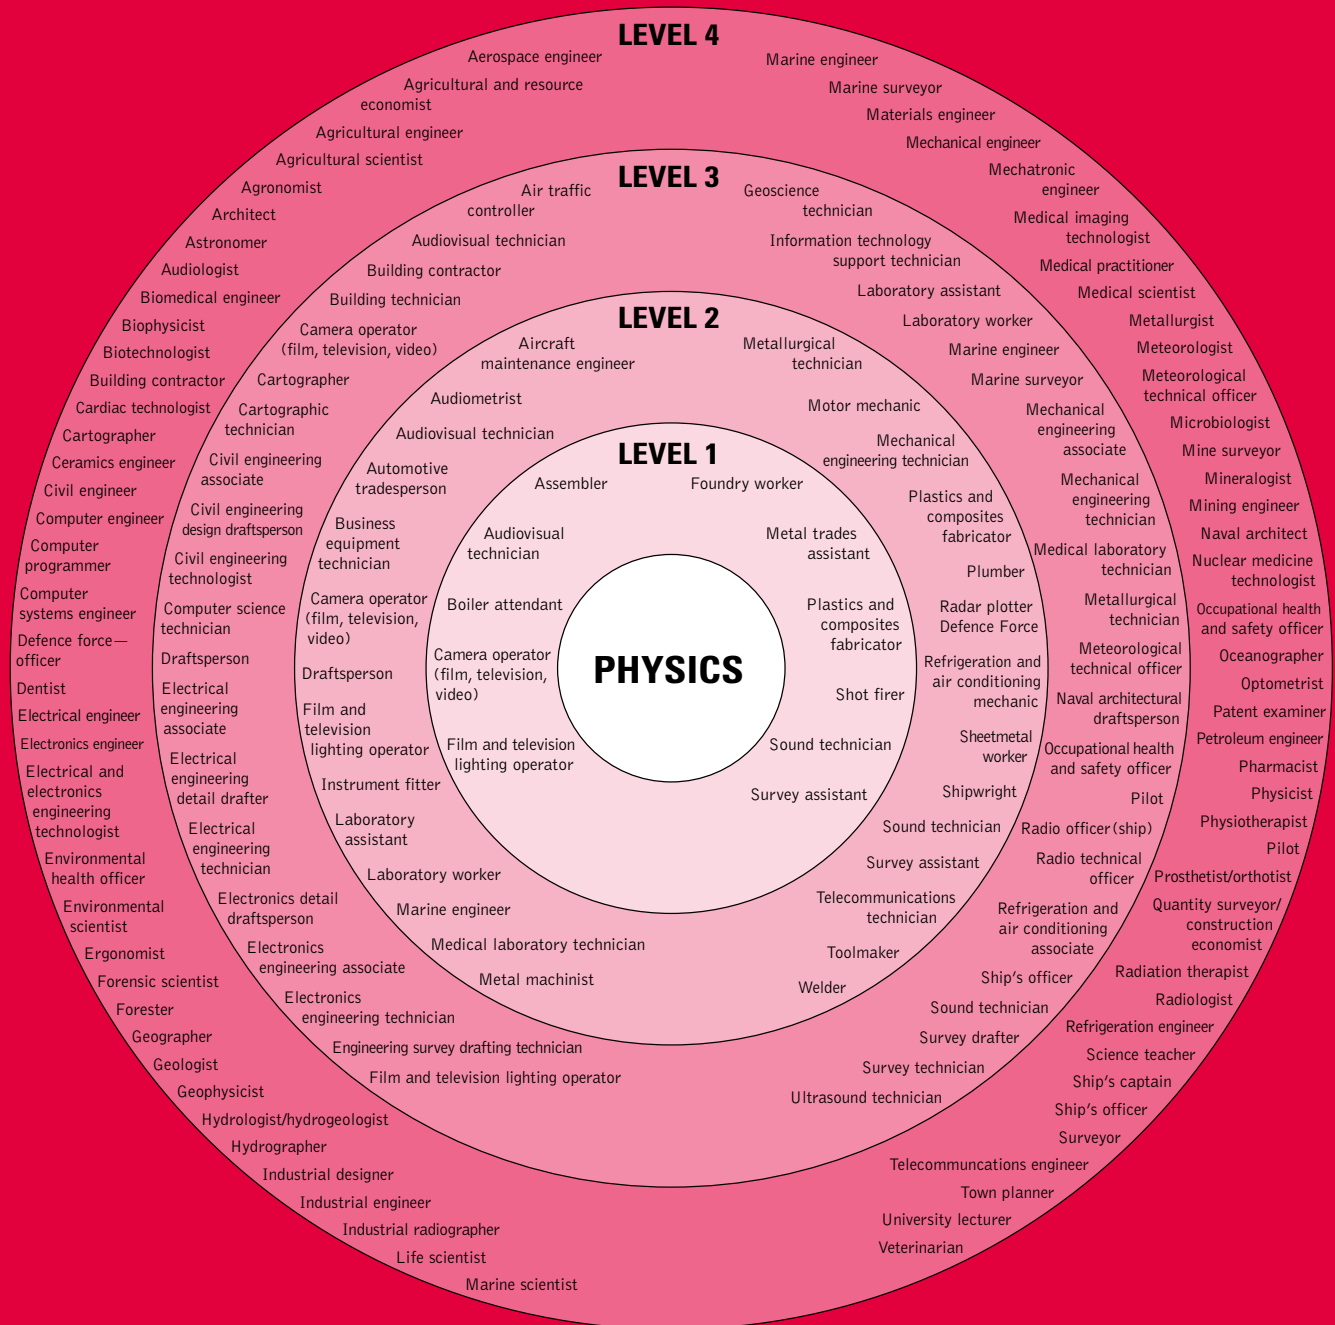 LEVEL 4
Aerospace engineer
Agricultural and resource
economist
Agricultural engineer
Agricultural scientist
Agronomist
Architect
Astronomer
Audiologist
Biomedical engineer
Biophysicist
Biotechnologist
Building contractor
Cardiac technologist
Cartographer
Ceramics engineer
Civil engineer
Computer engineer
Computer
programmer
Computer
systems engineer
Defence force—
officer
Dentist
Electrical engineer
Electronics engineer
Electrical and
electronics
engineering
technologist
Environmental
health officer
Environmental
scientist
Ergonomist
Forensic scientist
Forester
Geographer
Geologist
Geophysicist
Hydrologist/hydrogeologist
Hydrographer
Industrial designer
Industrial engineer
Industrial radiographer
Life scientist
Marine scientist
Marine engineer
Marine surveyor
Materials engineer
Mechanical engineer
Mechatronic
engineer
Medical imaging
technologist
Medical practitioner
Medical scientist
Metallurgist
Meteorologist
Meteorological
technical officer
Microbiologist
Mine surveyor
Mineralogist
Mining engineer
Naval architect
Nuclear medicine
technologist
Occupational health
and safety officer
Oceanographer
Optometrist
Patent examiner
Petroleum engineer
Pharmacist
Physicist
Physiotherapist
Pilot
Prosthetist/orthotist
Quantity surveyor/
construction
economist
Radiation therapist
Radiologist
Refrigeration engineer
Science teacher
Ship's captain
Ship's officer
Surveyor
Telecommuncations engineer
Town planner
University lecturer
Veterinarian
LEVEL 3
Air traffic
controller
Audiovisual technician
Building contractor
Building technician
Camera operator
(film, television, video)
Cartographer
Cartographic
technician
Civil engineering
associate
Civil engineering
design draftsperson
Civil engineering
technologist
Computer science
technician
Draftsperson
Electrical
engineering
associate
Electrical
engineering
detail drafter
Electrical
engineering
technician
Electronics detail
draftsperson
Electronics
engineering associate
Electronics
engineering technician
Engineering survey drafting technician
Film and television lighting operator
Geoscience
technician
Information technology
support technician
Laboratory assistant
Laboratory worker
Marine engineer
Marine surveyor
Mechanical
engineering
associate
Mechanical
engineering
technician
Medical laboratory
technician
Metallurgical
technician
Meteorological
technical officer
Naval architectural
draftsperson
Occupational health
and safety officer
Pilot
Radio officer (ship)
Radio technical
officer
Refrigeration and
air conditioning
associate
Ship's officer
Sound technician
Survey drafter
Survey technician
Ultrasound technician
LEVEL 2
Aircraft
maintenance engineer
Audiometrist
Audiovisual technician
Automotive
tradesperson
Business
equipment
technician
Camera operator
(film, television,
video)
Draftsperson
Film and
television
lighting operator
Instrument fitter
Laboratory
assistant
Laboratory worker
Marine engineer
Medical laboratory technician
Metal machinist
Metallurgical
technician
Motor mechanic
Mechanical
engineering technician
Plastics and
composites
fabricator
Plumber
Radar plotter
Defence Force
Refrigeration and
air conditioning
mechanic
Sheetmetal
worker
Shipwright
Sound technician
Survey assistant
Telecommunications
technician
Toolmaker
Welder
LEVEL 1
Assembler
Audiovisual
technician
Boiler attendant
Camera operator
(film, television,
video)
Film and television
lighting operator
Foundry worker
Metal trades
assistant
Plastics and
composites
fabricator
Shot firer
Sound technician
Survey assistant
PHYSICS